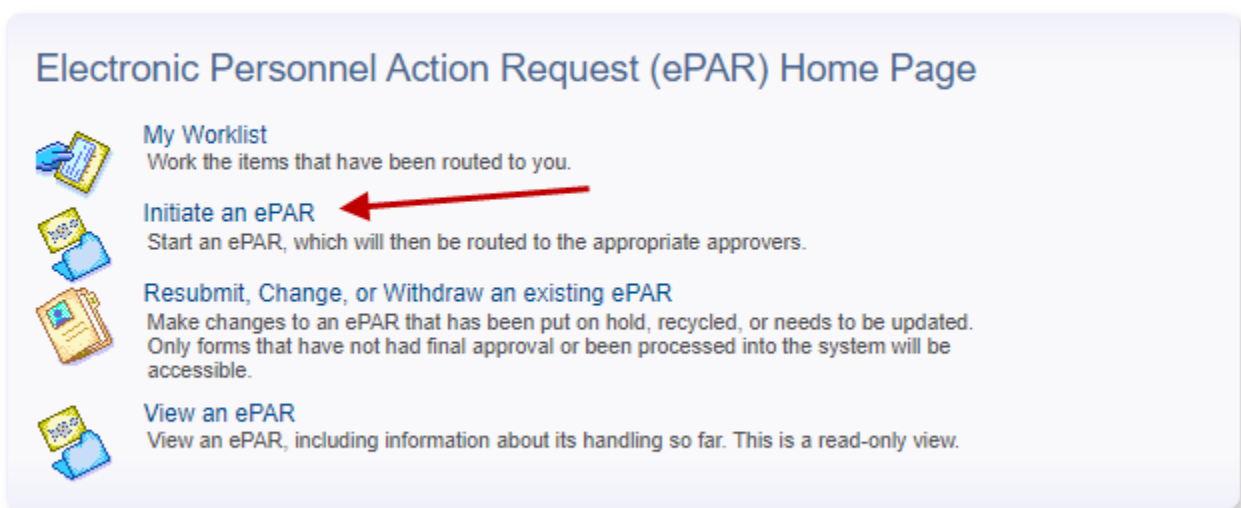 Electronic Personnel Action Request (ePAR) Home Page
My Worklist
Work the items that have been routed to you.
Initiate an ePAR
Start an ePAR, which will then be routed to the appropriate approvers.
Resubmit, Change, or Withdraw an existing ePAR
Make changes to an ePAR that has been put on hold, recycled, or needs to be updated.
Only forms that have not had final approval or been processed into the system will be
accessible.
View an ePAR
View an ePAR, including information about its handling so far. This is a read-only view.